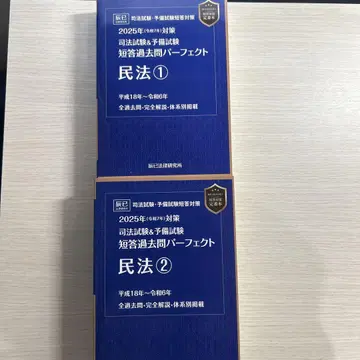 辰已
司法試験・予備試験短答対策
2025年(令和7年)対策
司法試験&予備試験
短答過去問パーフェクト
民法①
平成18年〜令和6年
全過去問・完全解説・体系別掲載
辰已法律研究所
辰已
司法試験・予備試験短答対策
2025年(令和7年)対策
司法試験&予備試験
短答過去問パーフェクト
民法②
平成18年〜令和6年
全過去問・完全解説・体系別掲載